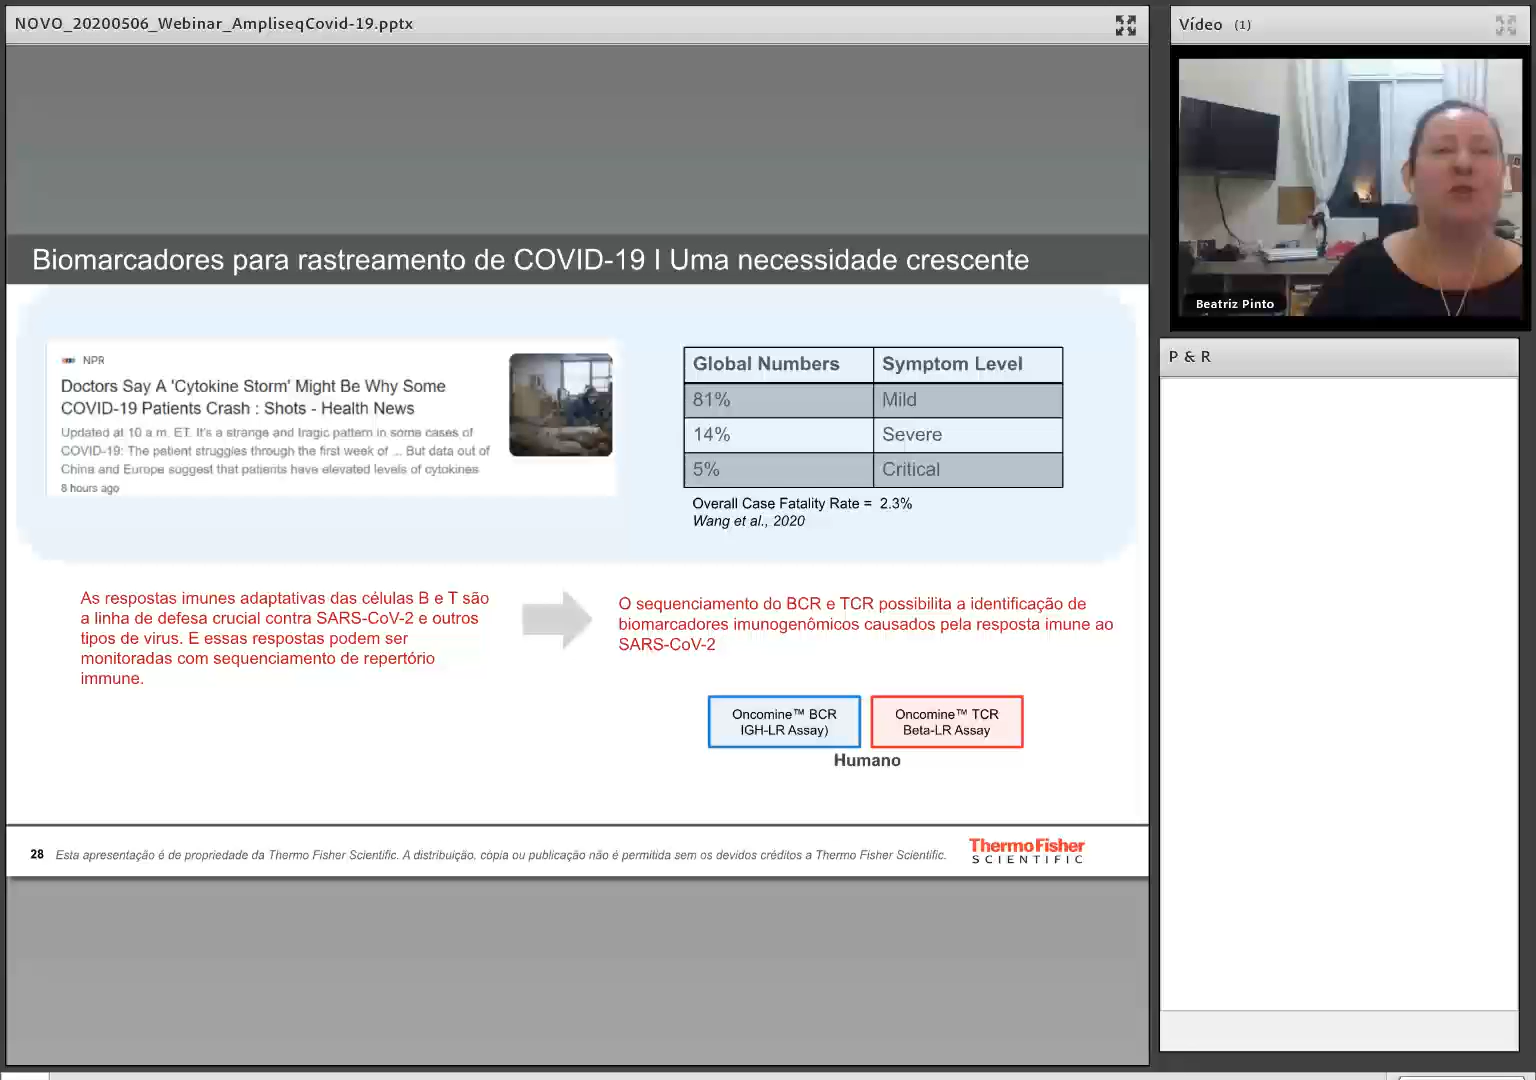 NOVO_20200506_Webinar_AmpliseqCovid-19.pptx
Vídeo (1)
Beatriz Pinto
P & R
Biomarcadores para rastreamento de COVID-19 I Uma necessidade crescente
NPR
Doctors Say A 'Cytokine Storm' Might Be Why Some
COVID-19 Patients Crash : Shots - Health News
Updated at 10 a.m. ET. It's a strange and tragic pattern in some cases of
COVID-19: The patient struggles through the first week of ... But data out of
China and Europe suggest that patients have elevated levels of cytokines
8 hours ago
Global Numbers Symptom Level
81% Mild
14% Severe
5% Critical
Overall Case Fatality Rate = 2.3%
Wang et al., 2020
As respostas imunes adaptativas das células B e T são
a linha de defesa crucial contra SARS-CoV-2 e outros
tipos de virus. E essas respostas podem ser
monitoradas com sequenciamento de repertório
immune.
O sequenciamento do BCR e TCR possibilita a identificação de
biomarcadores imunogenômicos causados pela resposta imune ao
SARS-CoV-2
Oncomine™ BCR
IGH-LR Assay)
Oncomine™ TCR
Beta-LR Assay
Humano
28 Esta apresentação é de propriedade da Thermo Fisher Scientific. A distribuição, cópia ou publicação não é permitida sem os devidos créditos a Thermo Fisher Scientific.
ThermoFisher
SCIENTIFIC